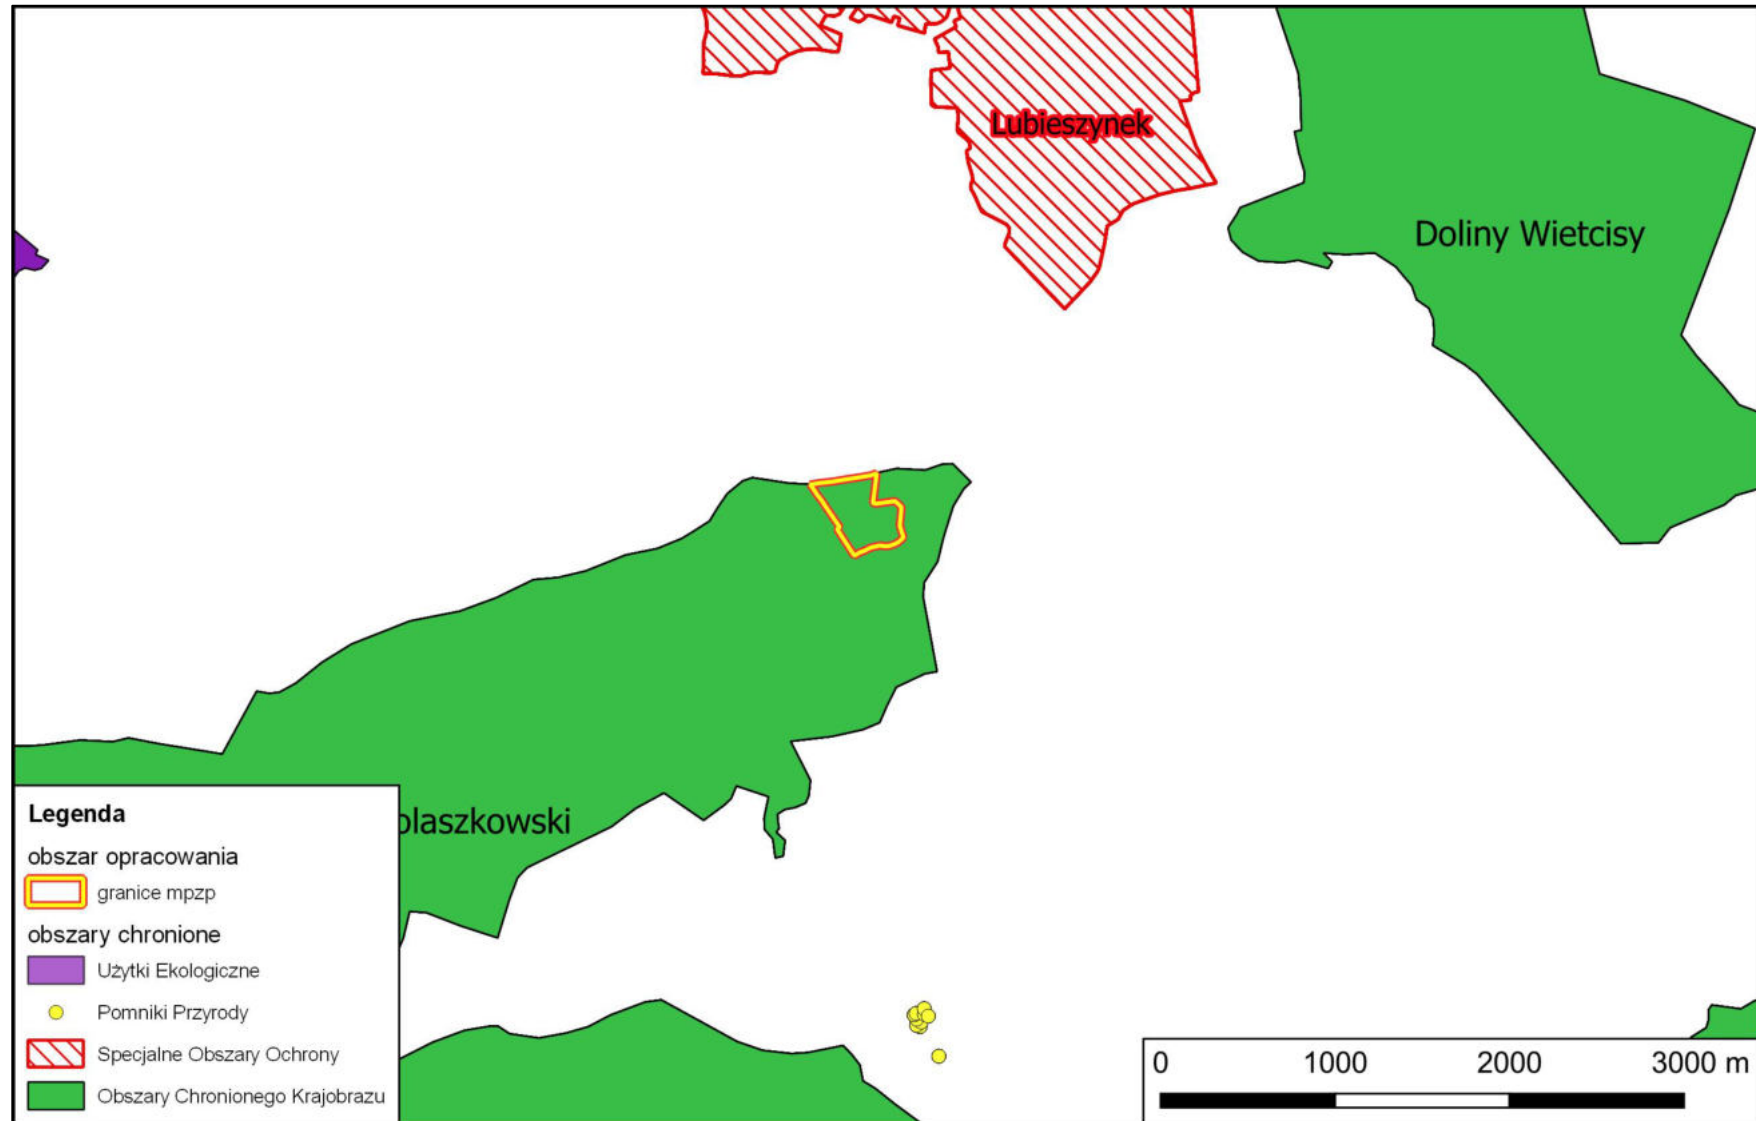 Lubieszynek
Doliny Wietcisy
olaszkowski
Legenda
obszar opracowania
granice mpzp
obszary chronione
Użytki Ekologiczne
Pomniki Przyrody
Specjalne Obszary Ochrony
Obszary Chronionego Krajobrazu
0 1000 2000 3000 m